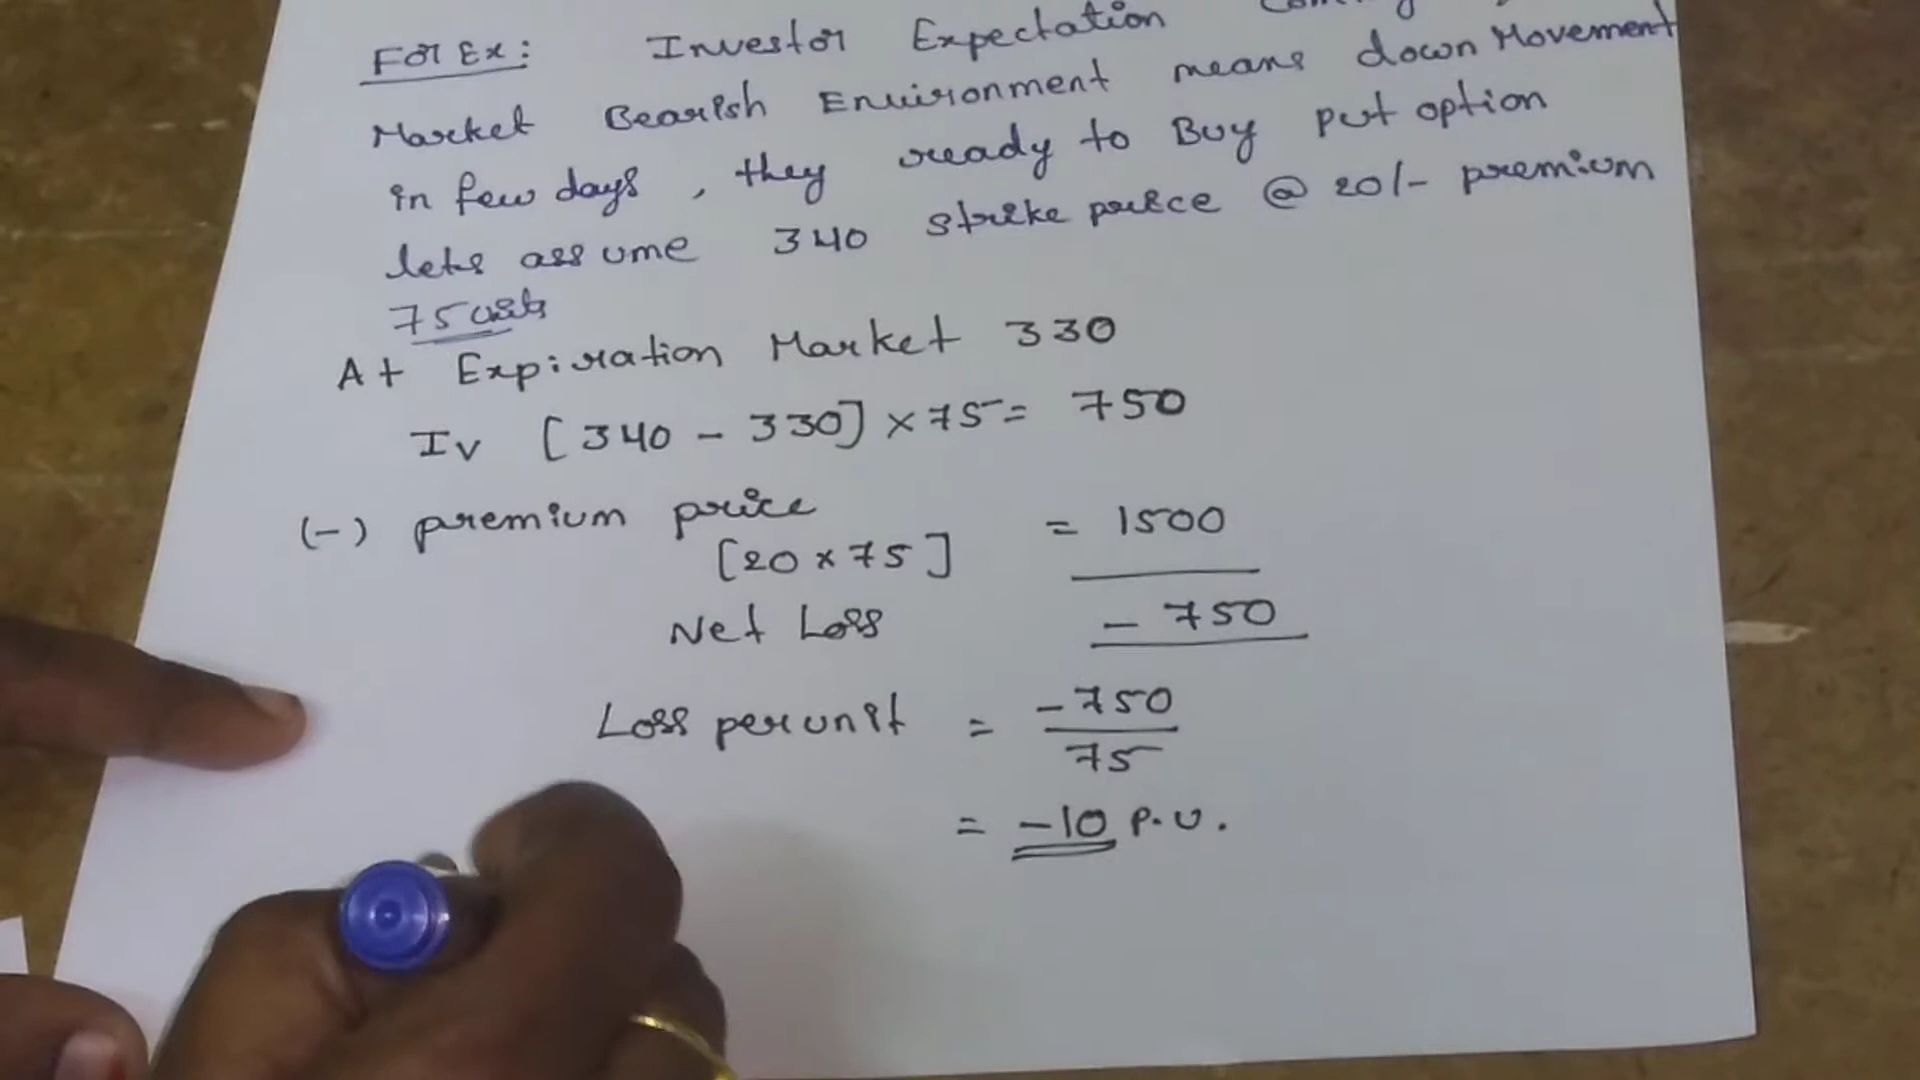 For Ex: Investor Expectation
Market Bearish Environment means down Movement
in few days, they ready to Buy put option
lets assume 340 strike price @ 20/- premium
75 units
At Expiration Market 330
Iv [340 - 330] × 75 = 750
(-) premium price = 1500
[20 × 75]
Net Loss - 750
Loss per unit = -750
75
= -10 P.U.